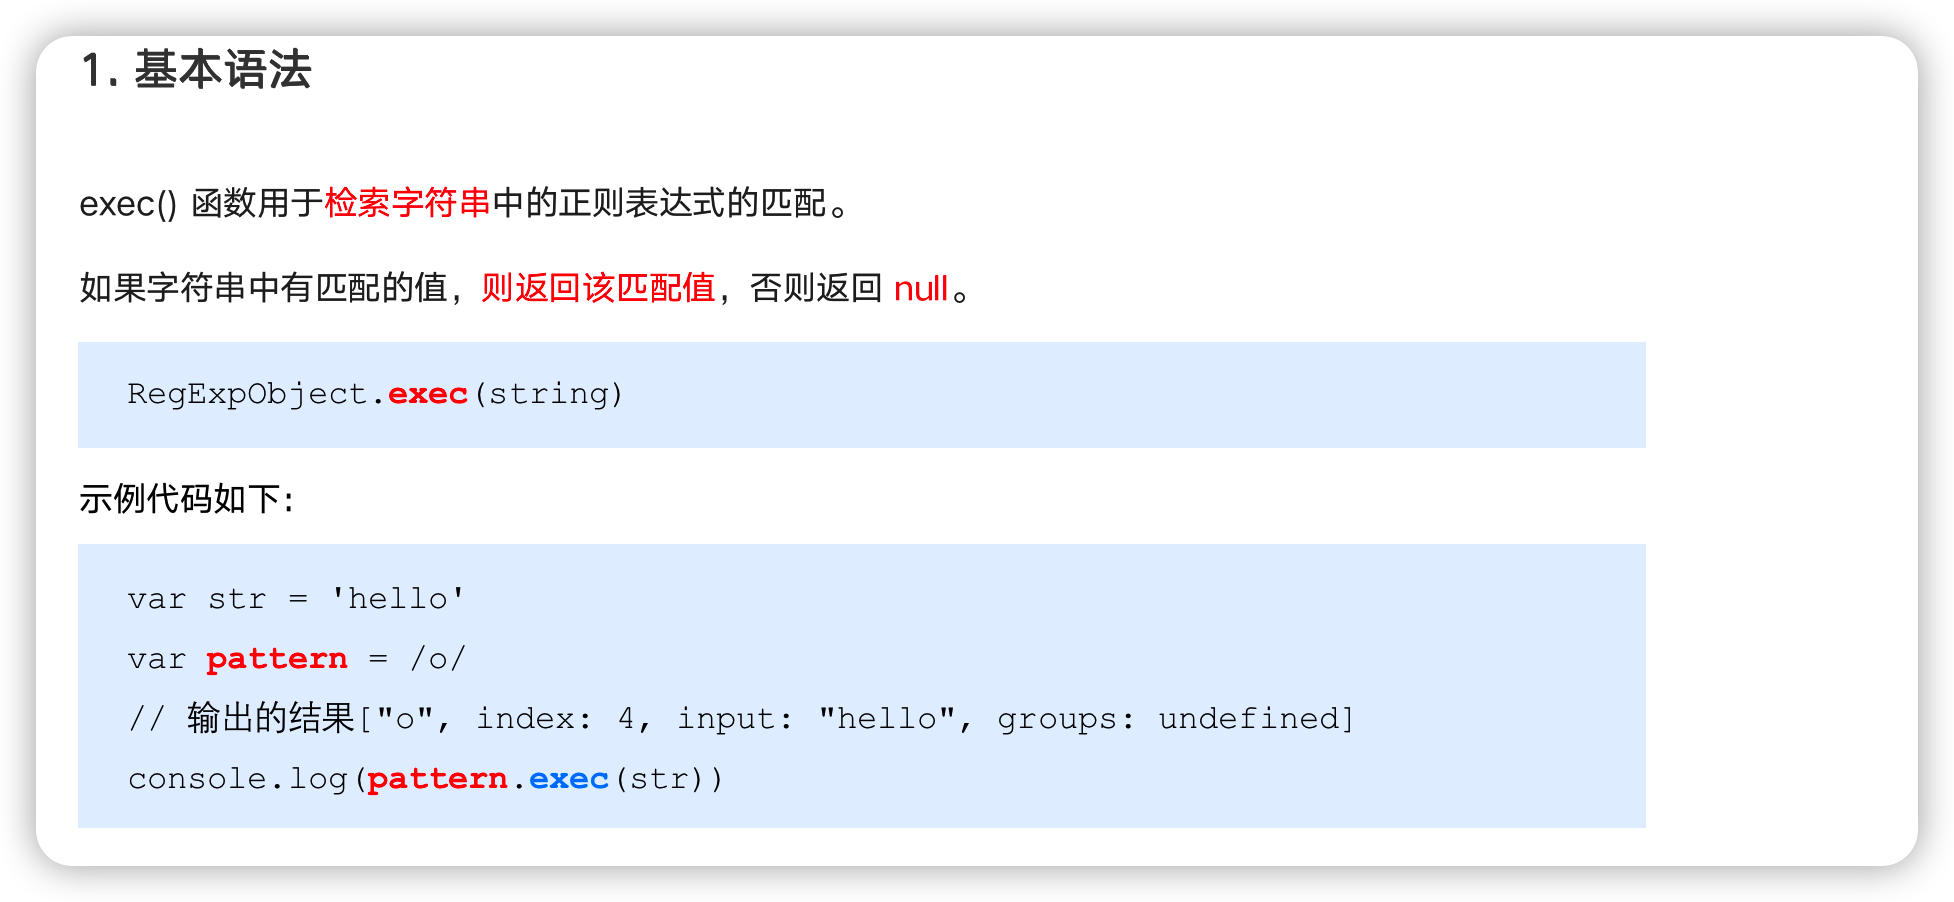 1. 基本语法
exec() 函数用于检索字符串中的正则表达式的匹配。
如果字符串中有匹配的值，则返回该匹配值，否则返回 null。
RegExpObject.exec(string)
示例代码如下：
var str = 'hello'
var pattern = /o/
// 输出的结果["o", index: 4, input: "hello", groups: undefined]
console.log(pattern.exec(str))